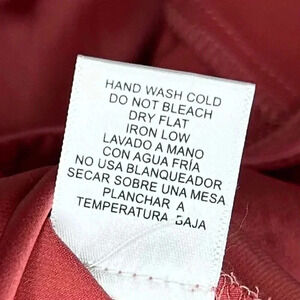 HAND WASH COLD
DO NOT BLEACH
DRY FLAT
IRON LOW
LAVADO A MANO
CON AGUA FRÍA
NO USA BLANQUEADOR
SECAR SOBRE UNA MESA
PLANCHAR A
TEMPERATURA BAJA